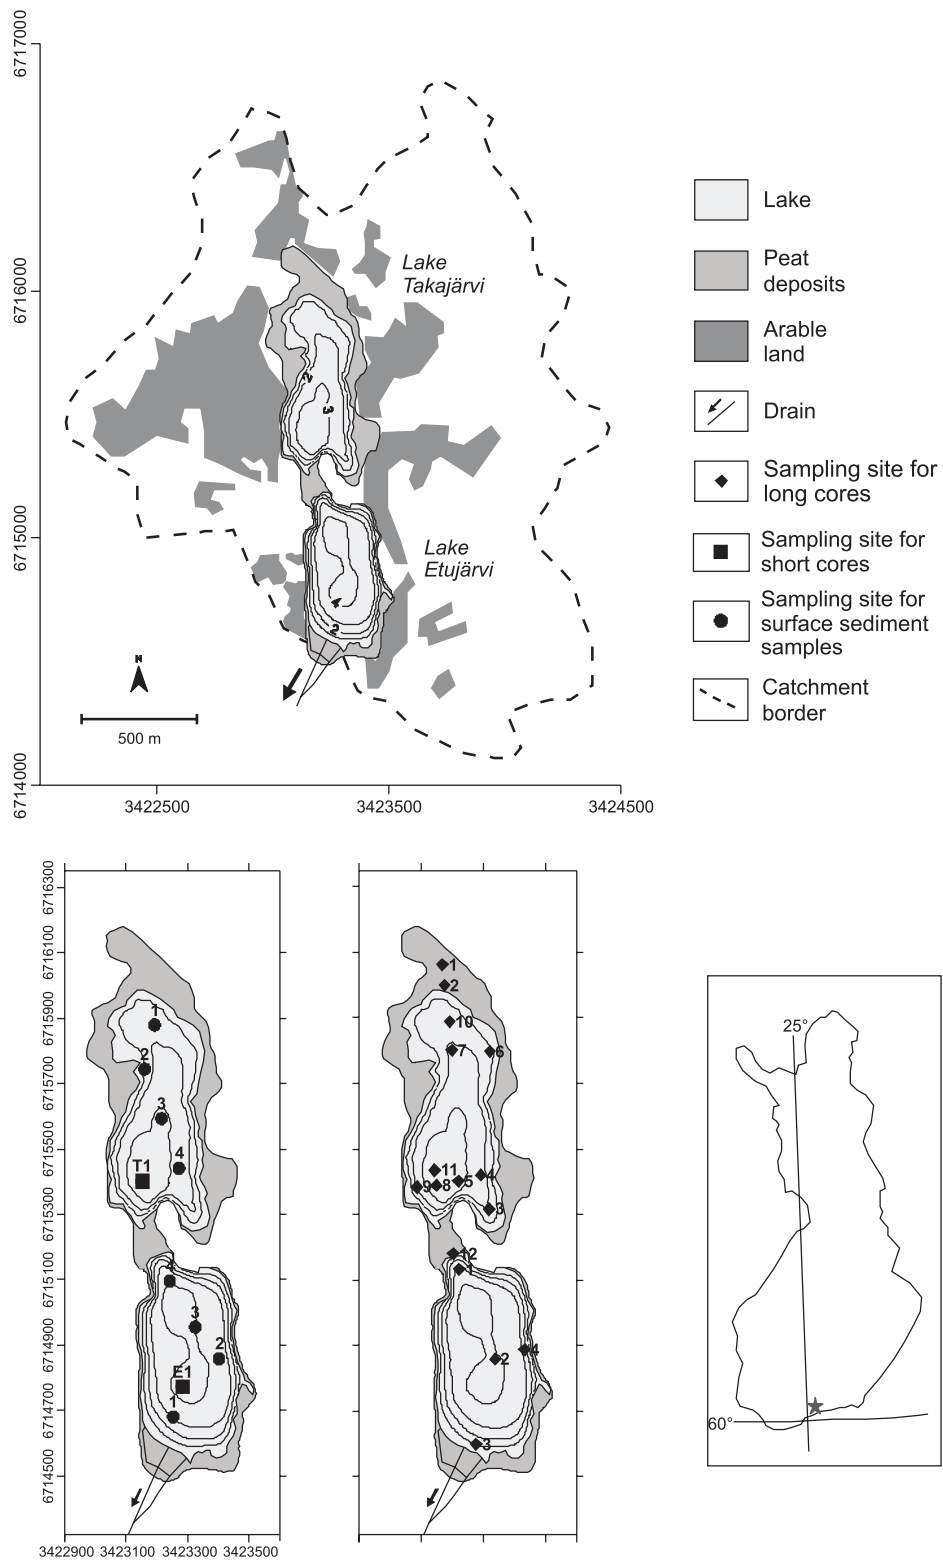 6717000
6716000
6715000
6714000
3422500
3423500
3424500
Lake
Takajärvi
Lake
Etujärvi
2
3
4
2
N
500 m
Lake
Peat
deposits
Arable
land
Drain
Sampling site for
long cores
Sampling site for
short cores
Sampling site for
surface sediment
samples
Catchment
border
6716300
6716100
6715900
6715700
6715500
6715300
6715100
6714900
6714700
6714500
3422900
3423100
3423300
3423500
1
2
3
4
T1
4
3
2
E1
1
1
2
10
7
6
11
4
5
9
8
3
12
1
4
2
3
25°
60°